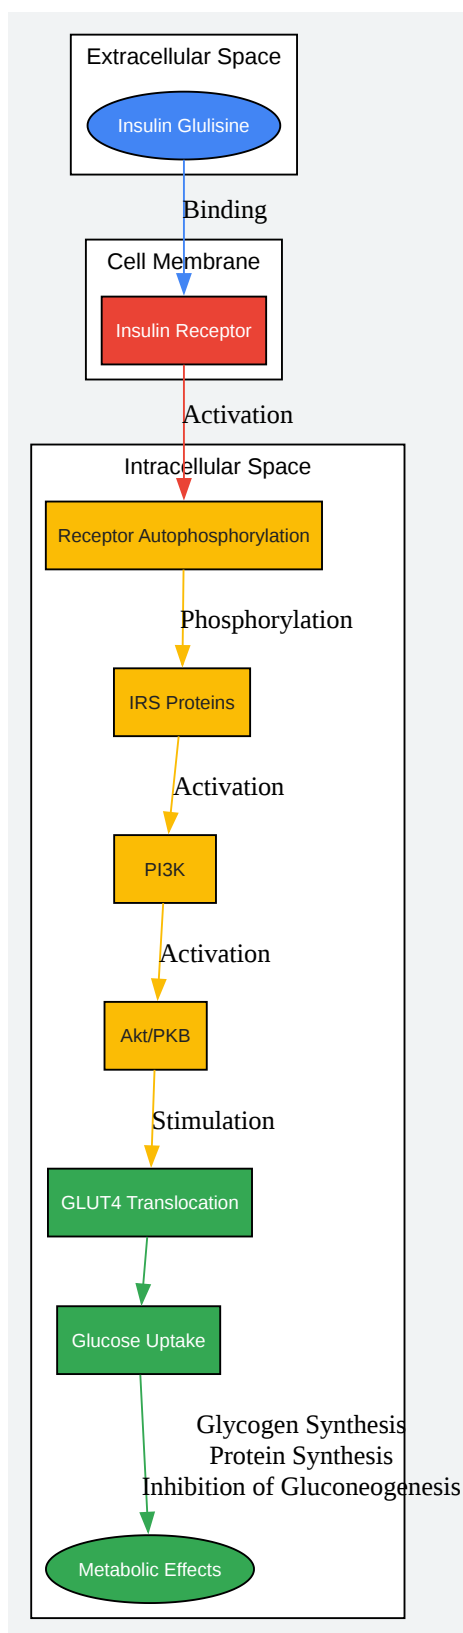 Extracellular Space
Insulin Glulisine
Binding
Cell Membrane
Insulin Receptor
Activation
Intracellular Space
Receptor Autophosphorylation
Phosphorylation
IRS Proteins
Activation
PI3K
Activation
Akt/PKB
Stimulation
GLUT4 Translocation
Glucose Uptake
Glycogen Synthesis
Protein Synthesis
Inhibition of Gluconeogenesis
Metabolic Effects